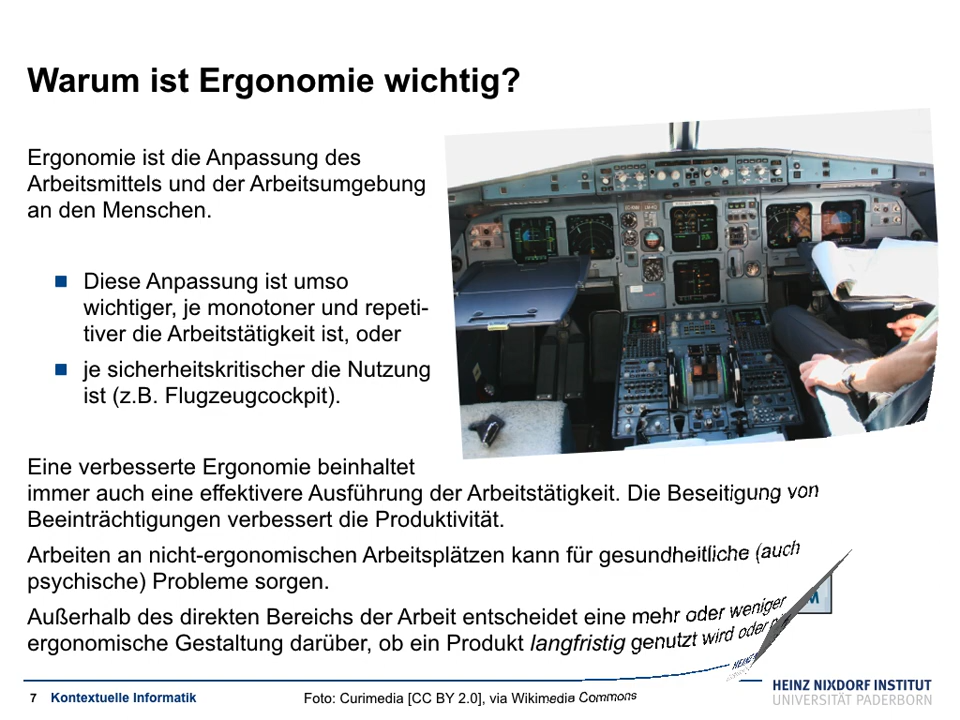 Warum ist Ergonomie wichtig?
Ergonomie ist die Anpassung des
Arbeitsmittels und der Arbeitsumgebung
an den Menschen.
■ Diese Anpassung ist umso
wichtiger, je monotoner und repeti-
tiver die Arbeitstätigkeit ist, oder
■ je sicherheitskritischer die Nutzung
ist (z.B. Flugzeugcockpit).
Eine verbesserte Ergonomie beinhaltet
immer auch eine effektivere Ausführung der Arbeitstätigkeit. Die Beseitigung von
Beeinträchtigungen verbessert die Produktivität.
Arbeiten an nicht-ergonomischen Arbeitsplätzen kann für gesundheitliche (auch
psychische) Probleme sorgen.
Außerhalb des direkten Bereichs der Arbeit entscheidet eine mehr oder weniger
ergonomische Gestaltung darüber, ob ein Produkt langfristig genutzt wird oder
7 Kontextuelle Informatik
Foto: Curimedia [CC BY 2.0], via Wikimedia Commons
HEINZ NIXDORF INSTITUT
UNIVERSITÄT PADERBORN